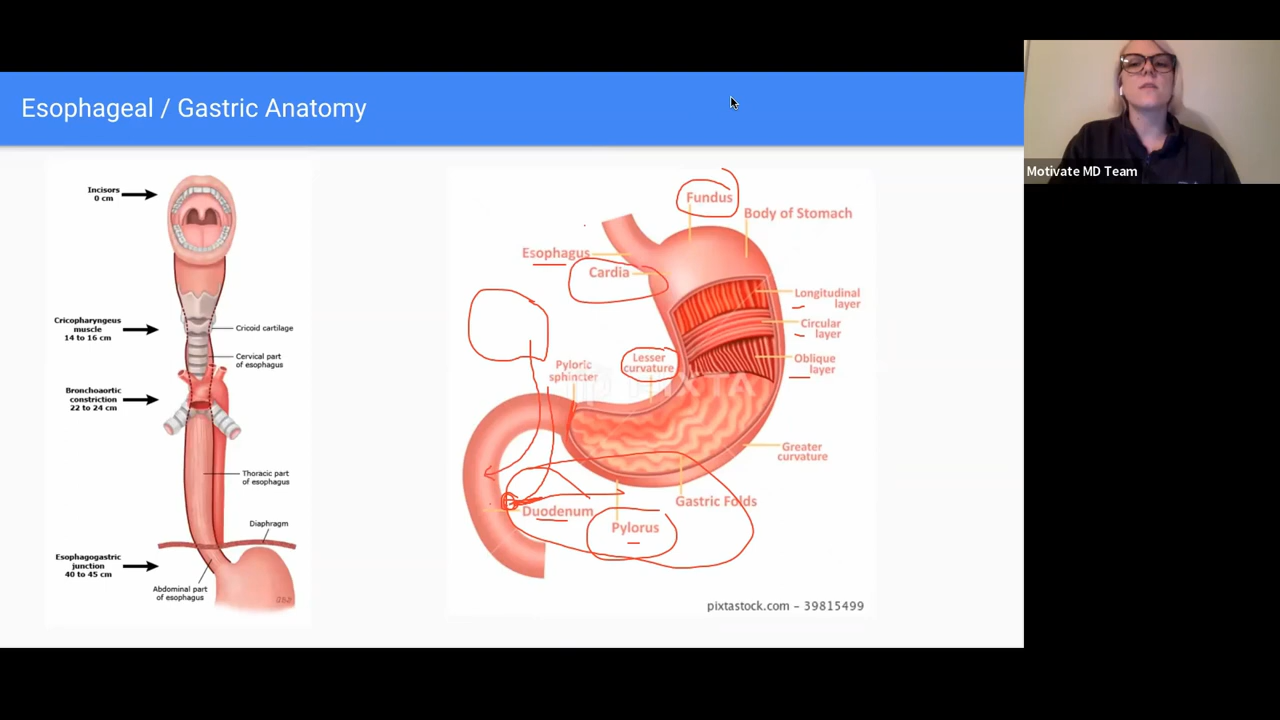 Esophageal / Gastric Anatomy
Motivate MD Team
Incisors
0 cm
Cricopharyngeus
muscle
14 to 16 cm
Cricoid cartilage
Cervical part
of esophagus
Bronchoaortic
constriction
22 to 24 cm
Thoracic part
of esophagus
Diaphragm
Esophagogastric
junction
40 to 45 cm
Abdominal part
of esophagus
Fundus
Body of Stomach
Esophagus
Cardia
Longitudinal
layer
Circular
layer
Oblique
layer
Lesser
curvature
Pyloric
sphincter
PIXTA
Greater
curvature
Gastric Folds
Duodenum
Pylorus
pixtastock.com – 39815499